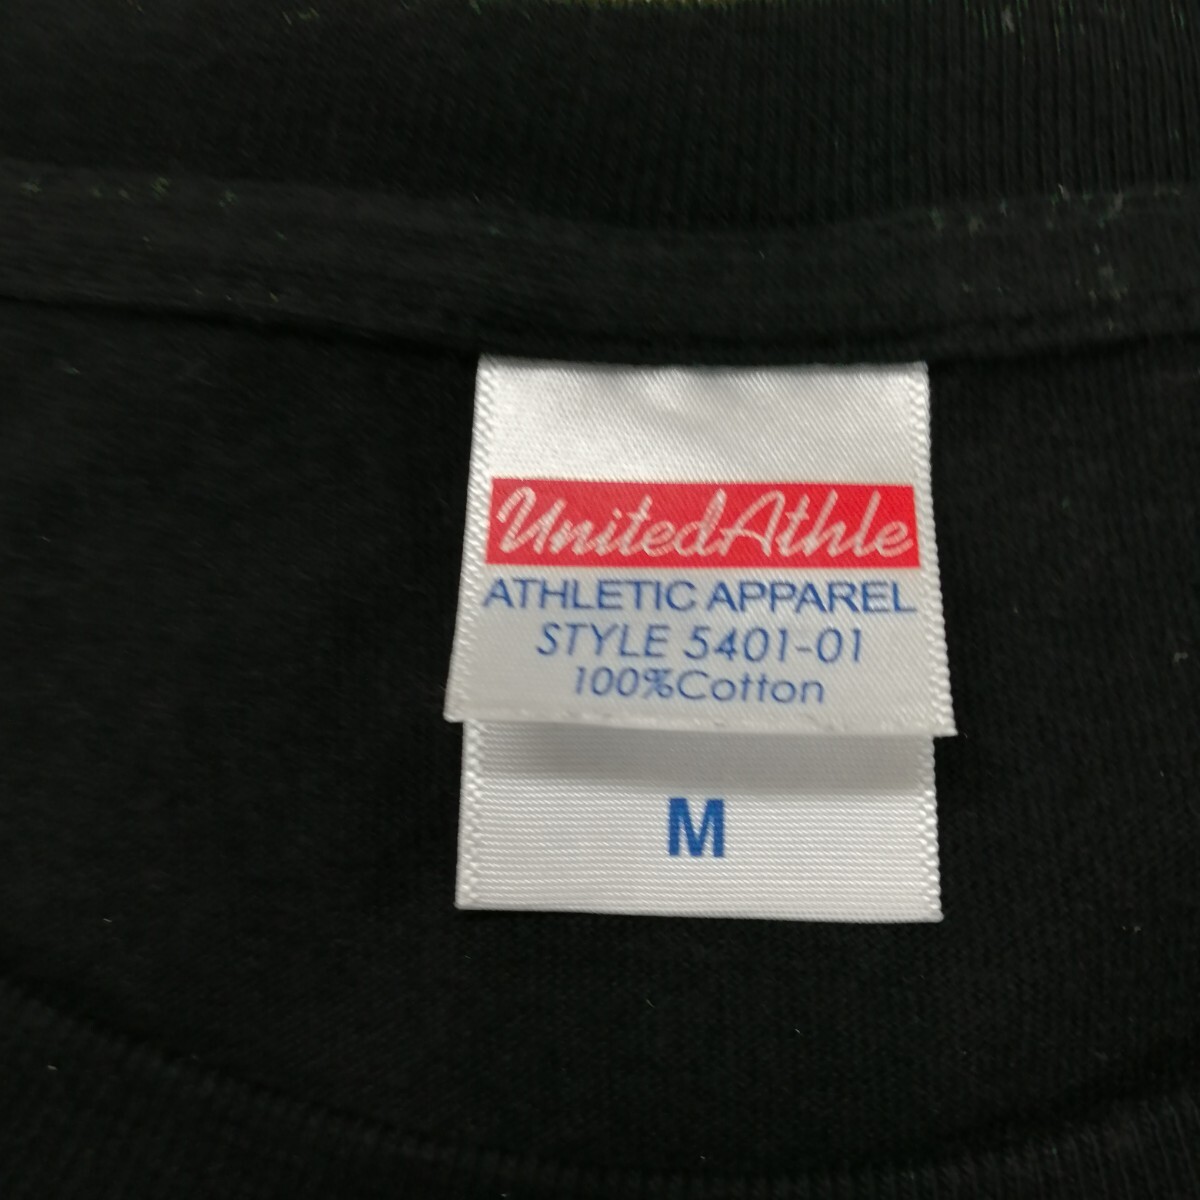 UnitedAthle
ATHLETIC APPAREL
STYLE 5401-01
100%Cotton
M